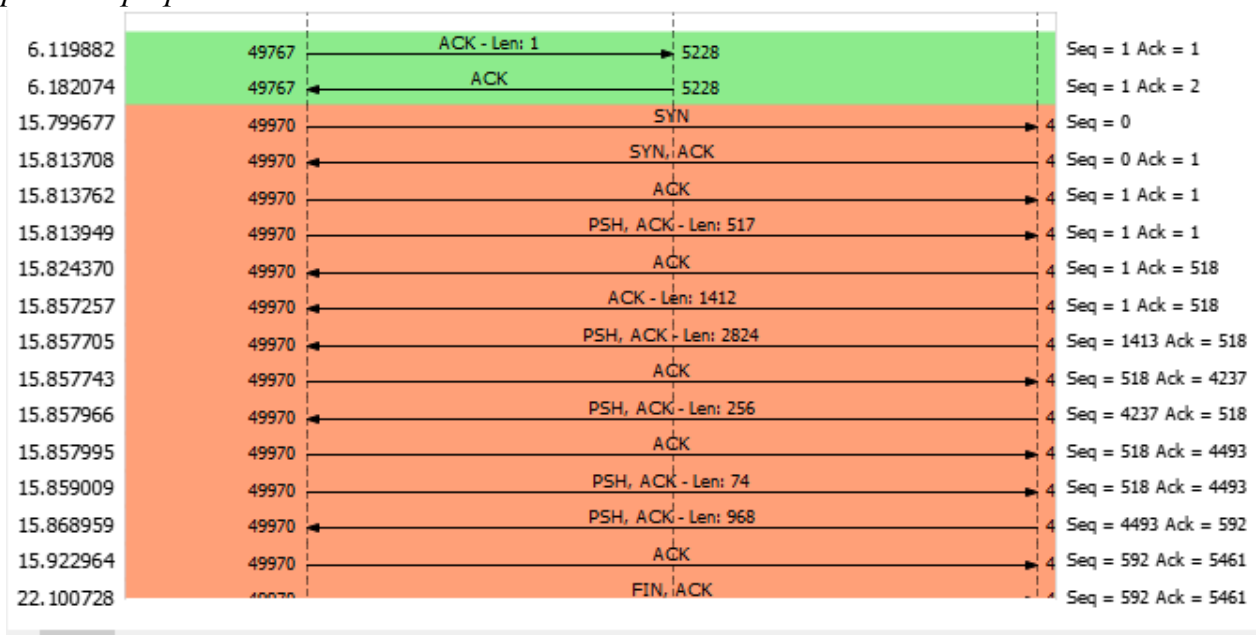 6.119882 49767 ACK - Len: 1 5228 Seq = 1 Ack = 1
6.182074 49767 ACK 5228 Seq = 1 Ack = 2
15.799677 49970 SYN 4 Seq = 0
15.813708 49970 SYN, ACK 4 Seq = 0 Ack = 1
15.813762 49970 ACK 4 Seq = 1 Ack = 1
15.813949 49970 PSH, ACK - Len: 517 4 Seq = 1 Ack = 1
15.824370 49970 ACK 4 Seq = 1 Ack = 518
15.857257 49970 ACK - Len: 1412 4 Seq = 1 Ack = 518
15.857705 49970 PSH, ACK - Len: 2824 4 Seq = 1413 Ack = 518
15.857743 49970 ACK 4 Seq = 518 Ack = 4237
15.857966 49970 PSH, ACK - Len: 256 4 Seq = 4237 Ack = 518
15.857995 49970 ACK 4 Seq = 518 Ack = 4493
15.859009 49970 PSH, ACK - Len: 74 4 Seq = 518 Ack = 4493
15.868959 49970 PSH, ACK - Len: 968 4 Seq = 4493 Ack = 592
15.922964 49970 ACK 4 Seq = 592 Ack = 5461
22.100728 49970 FIN, ACK 4 Seq = 592 Ack = 5461